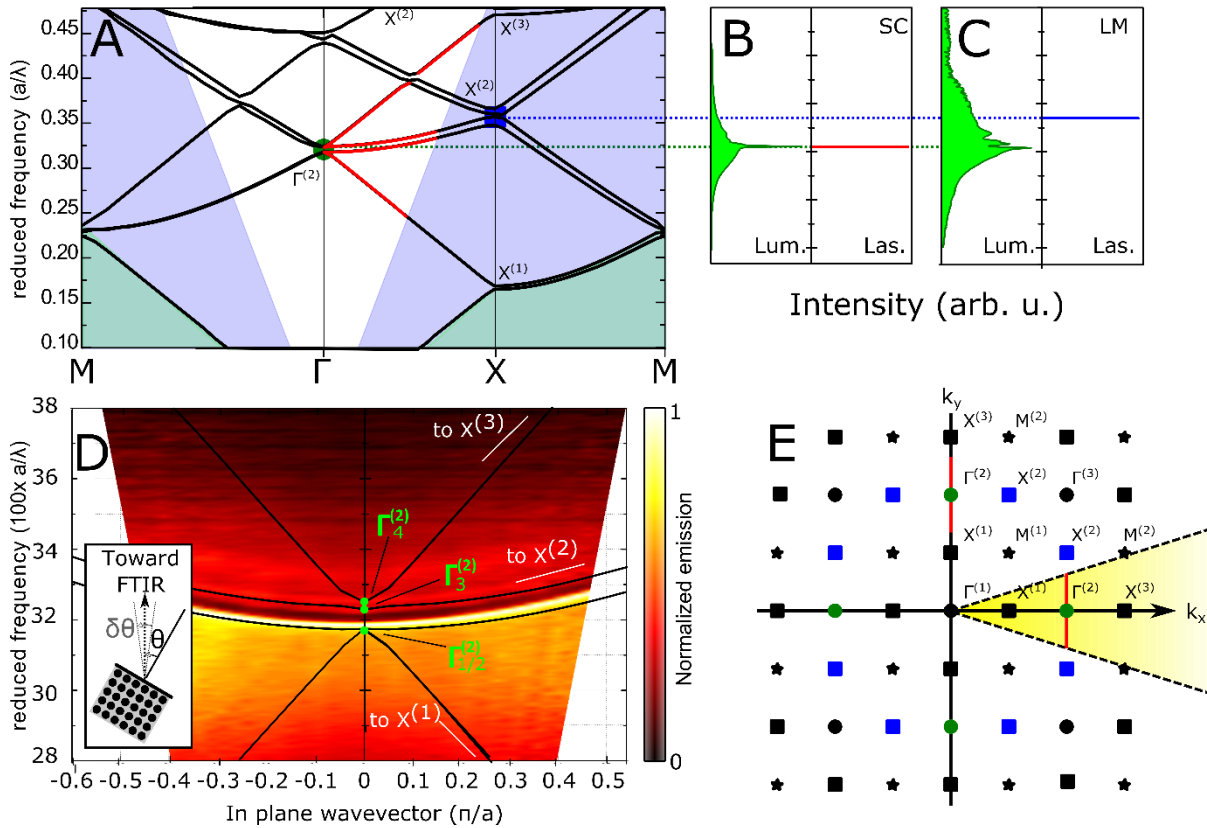 A
0.45
0.40
0.35
0.30
0.25
0.20
0.15
0.10
reduced frequency (a/λ)
X(2)
X(3)
X(2)
Γ(2)
X(1)
M
Γ
X
M
B
SC
C
LM
Lum.
Las.
Lum.
Las.
Intensity (arb. u.)
D
38
36
34
32
30
28
reduced frequency (100x a/λ)
to X(3)
Γ4(2)
to X(2)
Γ3(2)
Γ1/2(2)
to X(1)
Toward
FTIR
δθ
θ
-0.6
-0.5
-0.4
-0.3
-0.2
-0.1
0
0.1
0.2
0.3
0.4
0.5
In plane wavevector (π/a)
1
0
Normalized emission
E
ky
X(3)
M(2)
Γ(2)
X(2)
Γ(3)
X(1)
M(1)
X(2)
M(2)
Γ(1)
X(1)
Γ(2)
X(3)
kx